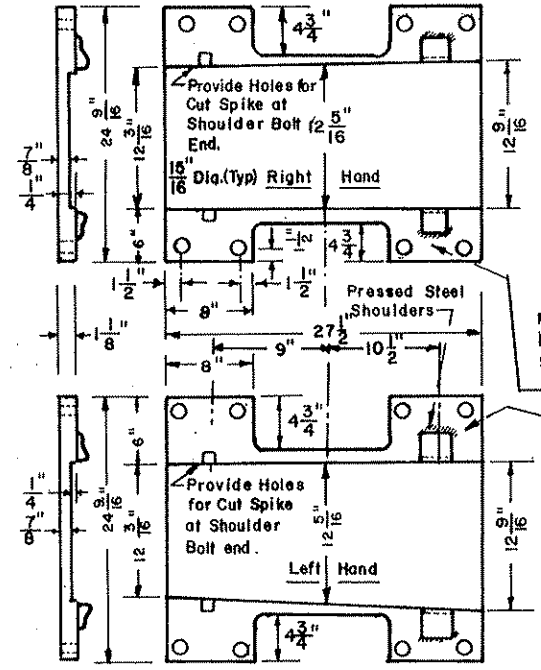 4 3/4"
Provide Holes for
Cut Spike at
Shoulder Bolt
End.
12 5/16
15/16" Dia.(Typ) Right Hand
24 9/16"
12 3/16"
12 9/16"
7/8"
1/4"
6"
1/2
4 3/4
1 1/2"
1 1/2"
8"
Pressed Steel
Shoulders
1 1/8"
27 1/2"
9"
10 1/2"
8"
4 3/4"
6"
24 9/16"
1/4"
7/8"
12 3/16"
Provide Holes
for Cut Spike
at Shoulder
Bolt end.
12 5/16"
12 9/16"
Left Hand
4 3/4"